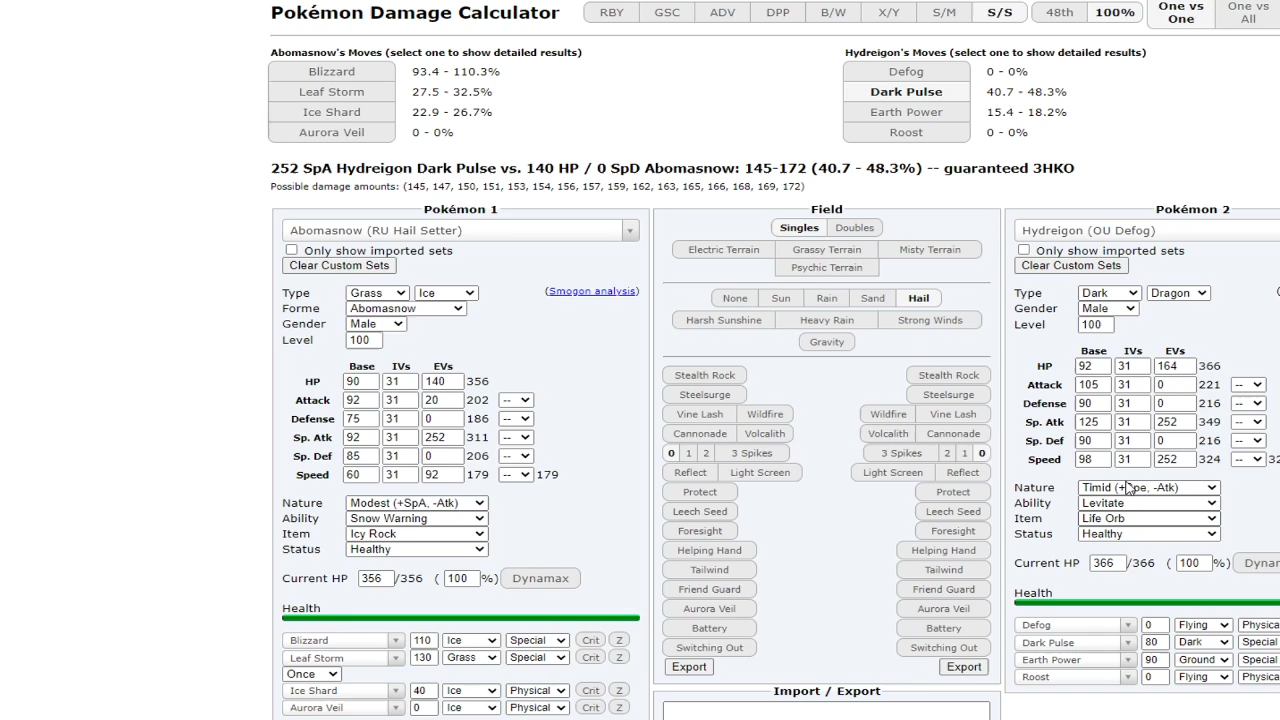 Pokémon Damage Calculator
RBY GSC ADV DPP B/W X/Y S/M S/S 48th 100% One vs One One vs All
Abomasnow's Moves (select one to show detailed results)
Blizzard 93.4 - 110.3%
Leaf Storm 27.5 - 32.5%
Ice Shard 22.9 - 26.7%
Aurora Veil 0 - 0%
Hydreigon's Moves (select one to show detailed results)
Defog 0 - 0%
Dark Pulse 40.7 - 48.3%
Earth Power 15.4 - 18.2%
Roost 0 - 0%
252 SpA Hydreigon Dark Pulse vs. 140 HP / 0 SpD Abomasnow: 145-172 (40.7 - 48.3%) -- guaranteed 3HKO
Possible damage amounts: (145, 147, 150, 151, 153, 154, 156, 157, 159, 162, 163, 165, 166, 168, 169, 172)
Pokémon 1
Abomasnow (RU Hail Setter)
Only show imported sets
Clear Custom Sets
Type Grass Ice (Smogon analysis)
Forme Abomasnow
Gender Male
Level 100
Base IVs EVs
HP 90 31 140 356
Attack 92 31 20 202 --
Defense 75 31 0 186 --
Sp. Atk 92 31 252 311 --
Sp. Def 85 31 0 206 --
Speed 60 31 92 179 -- 179
Nature Modest (+SpA, -Atk)
Ability Snow Warning
Item Icy Rock
Status Healthy
Current HP 356 /356 ( 100 %) Dynamax
Health
Blizzard 110 Ice Special Crit Z
Leaf Storm 130 Grass Special Crit Z
Once
Ice Shard 40 Ice Physical Crit Z
Aurora Veil 0 Ice Physical Crit Z
Field
Singles Doubles
Electric Terrain Grassy Terrain Misty Terrain
Psychic Terrain
None Sun Rain Sand Hail
Harsh Sunshine Heavy Rain Strong Winds
Gravity
Stealth Rock Stealth Rock
Steelsurge Steelsurge
Vine Lash Wildfire Wildfire Vine Lash
Cannonade Volcalith Volcalith Cannonade
0 1 2 3 Spikes 3 Spikes 2 1 0
Reflect Light Screen Light Screen Reflect
Protect Protect
Leech Seed Leech Seed
Foresight Foresight
Helping Hand Helping Hand
Tailwind Tailwind
Friend Guard Friend Guard
Aurora Veil Aurora Veil
Battery Battery
Switching Out Switching Out
Export Export
Import / Export
Pokémon 2
Hydreigon (OU Defog)
Only show imported sets
Clear Custom Sets
Type Dark Dragon (
Gender Male
Level 100
Base IVs EVs
HP 92 31 164 366
Attack 105 31 0 221 --
Defense 90 31 0 216 --
Sp. Atk 125 31 252 349 --
Sp. Def 90 31 0 216 --
Speed 98 31 252 324 --
Nature Timid (+Spe, -Atk)
Ability Levitate
Item Life Orb
Status Healthy
Current HP 366 /366 ( 100 %)
Health
Defog 0 Flying
Dark Pulse 80 Dark Special
Earth Power 90 Ground Special
Roost 0 Flying